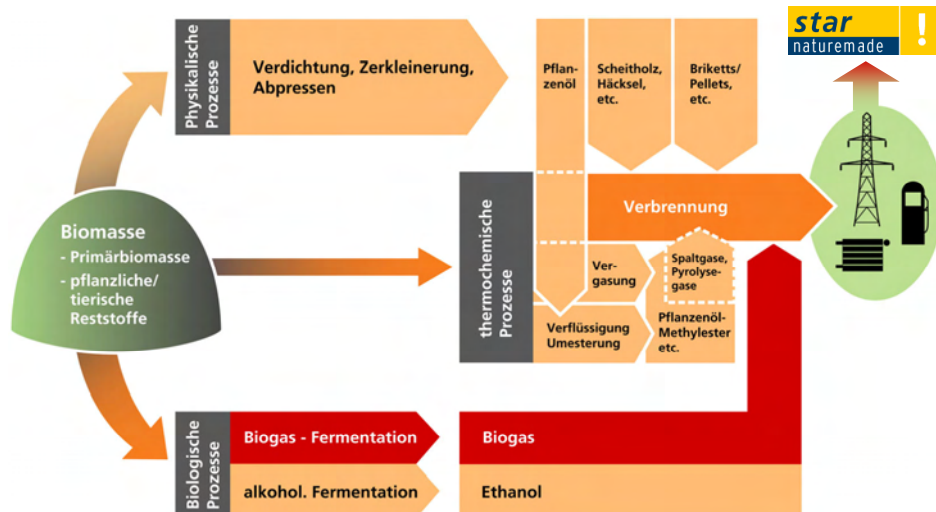 star
naturemade
!
Physikalische
Prozesse
Verdichtung, Zerkleinerung,
Abpressen
Pflan-
zenöl
Scheitholz,
Häcksel,
etc.
Briketts/
Pellets,
etc.
Biomasse
- Primärbiomasse
- pflanzliche/
tierische
Reststoffe
thermochemische
Prozesse
Verbrennung
Ver-
gasung
Spaltgase,
Pyrolyse-
gase
Verflüssigung
Umesterung
Pflanzenöl-
Methylester
etc.
Biologische
Prozesse
Biogas - Fermentation
Biogas
alkohol. Fermentation
Ethanol